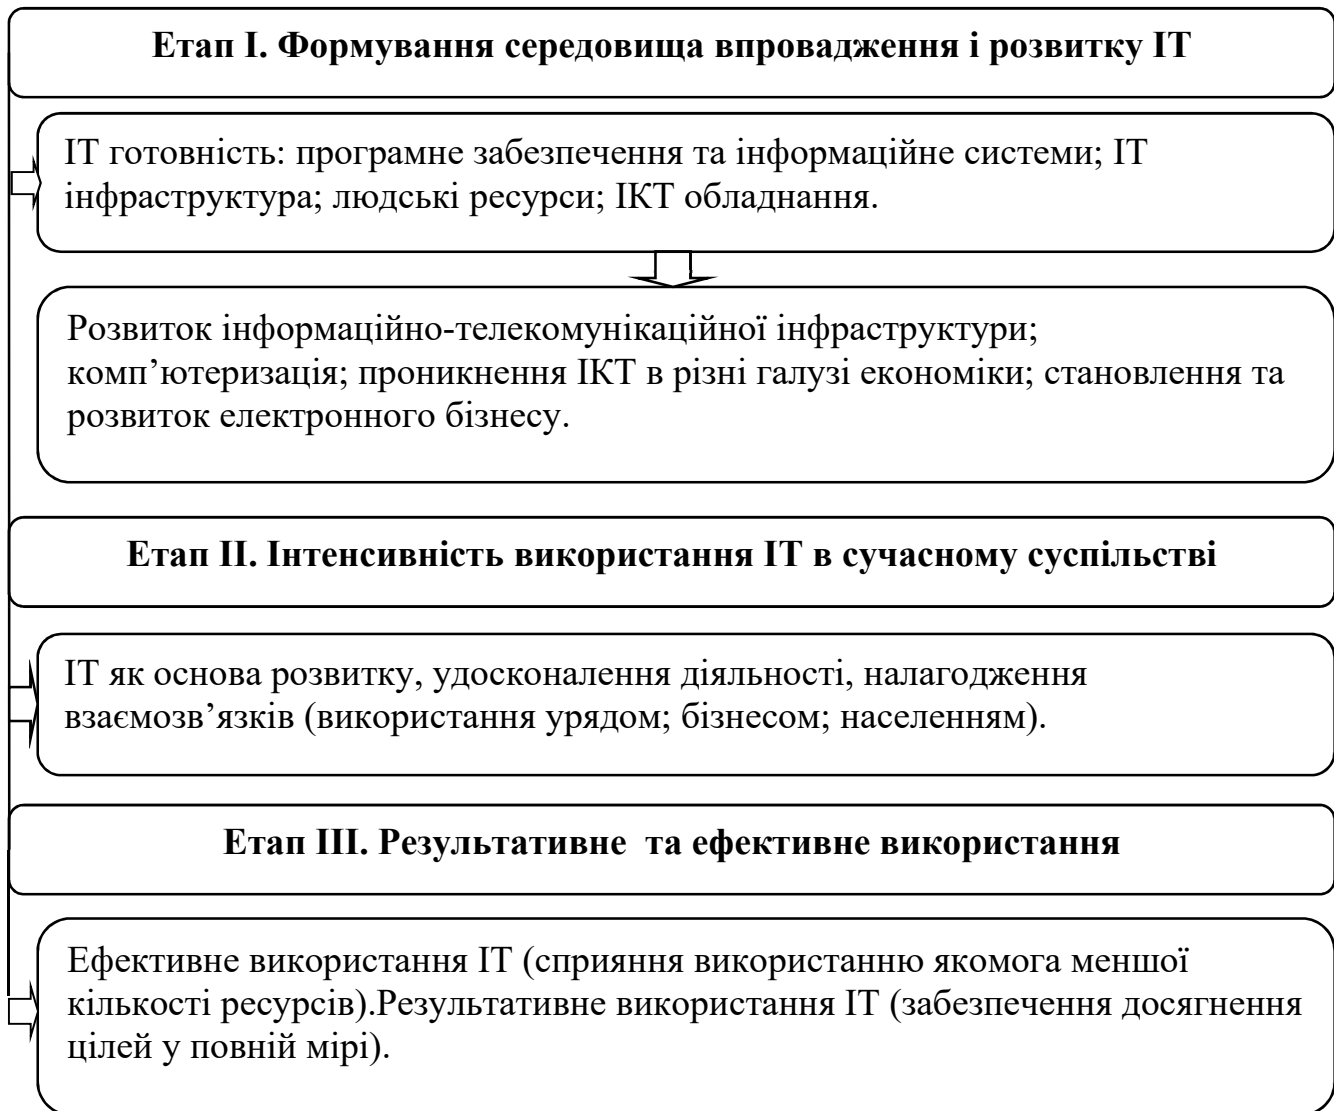 Етап І. Формування середовища впровадження і розвитку ІТ
ІТ готовність: програмне забезпечення та інформаційне системи; ІТ
інфраструктура; людські ресурси; ІКТ обладнання.
Розвиток інформаційно-телекомунікаційної інфраструктури;
комп’ютеризація; проникнення ІКТ в різні галузі економіки; становлення та
розвиток електронного бізнесу.
Етап ІІ. Інтенсивність використання ІТ в сучасному суспільстві
ІТ як основа розвитку, удосконалення діяльності, налагодження
взаємозв’язків (використання урядом; бізнесом; населенням).
Етап ІІІ. Результативне та ефективне використання
Ефективне використання ІТ (сприяння використанню якомога меншої
кількості ресурсів).Результативне використання ІТ (забезпечення досягнення
цілей у повній мірі).